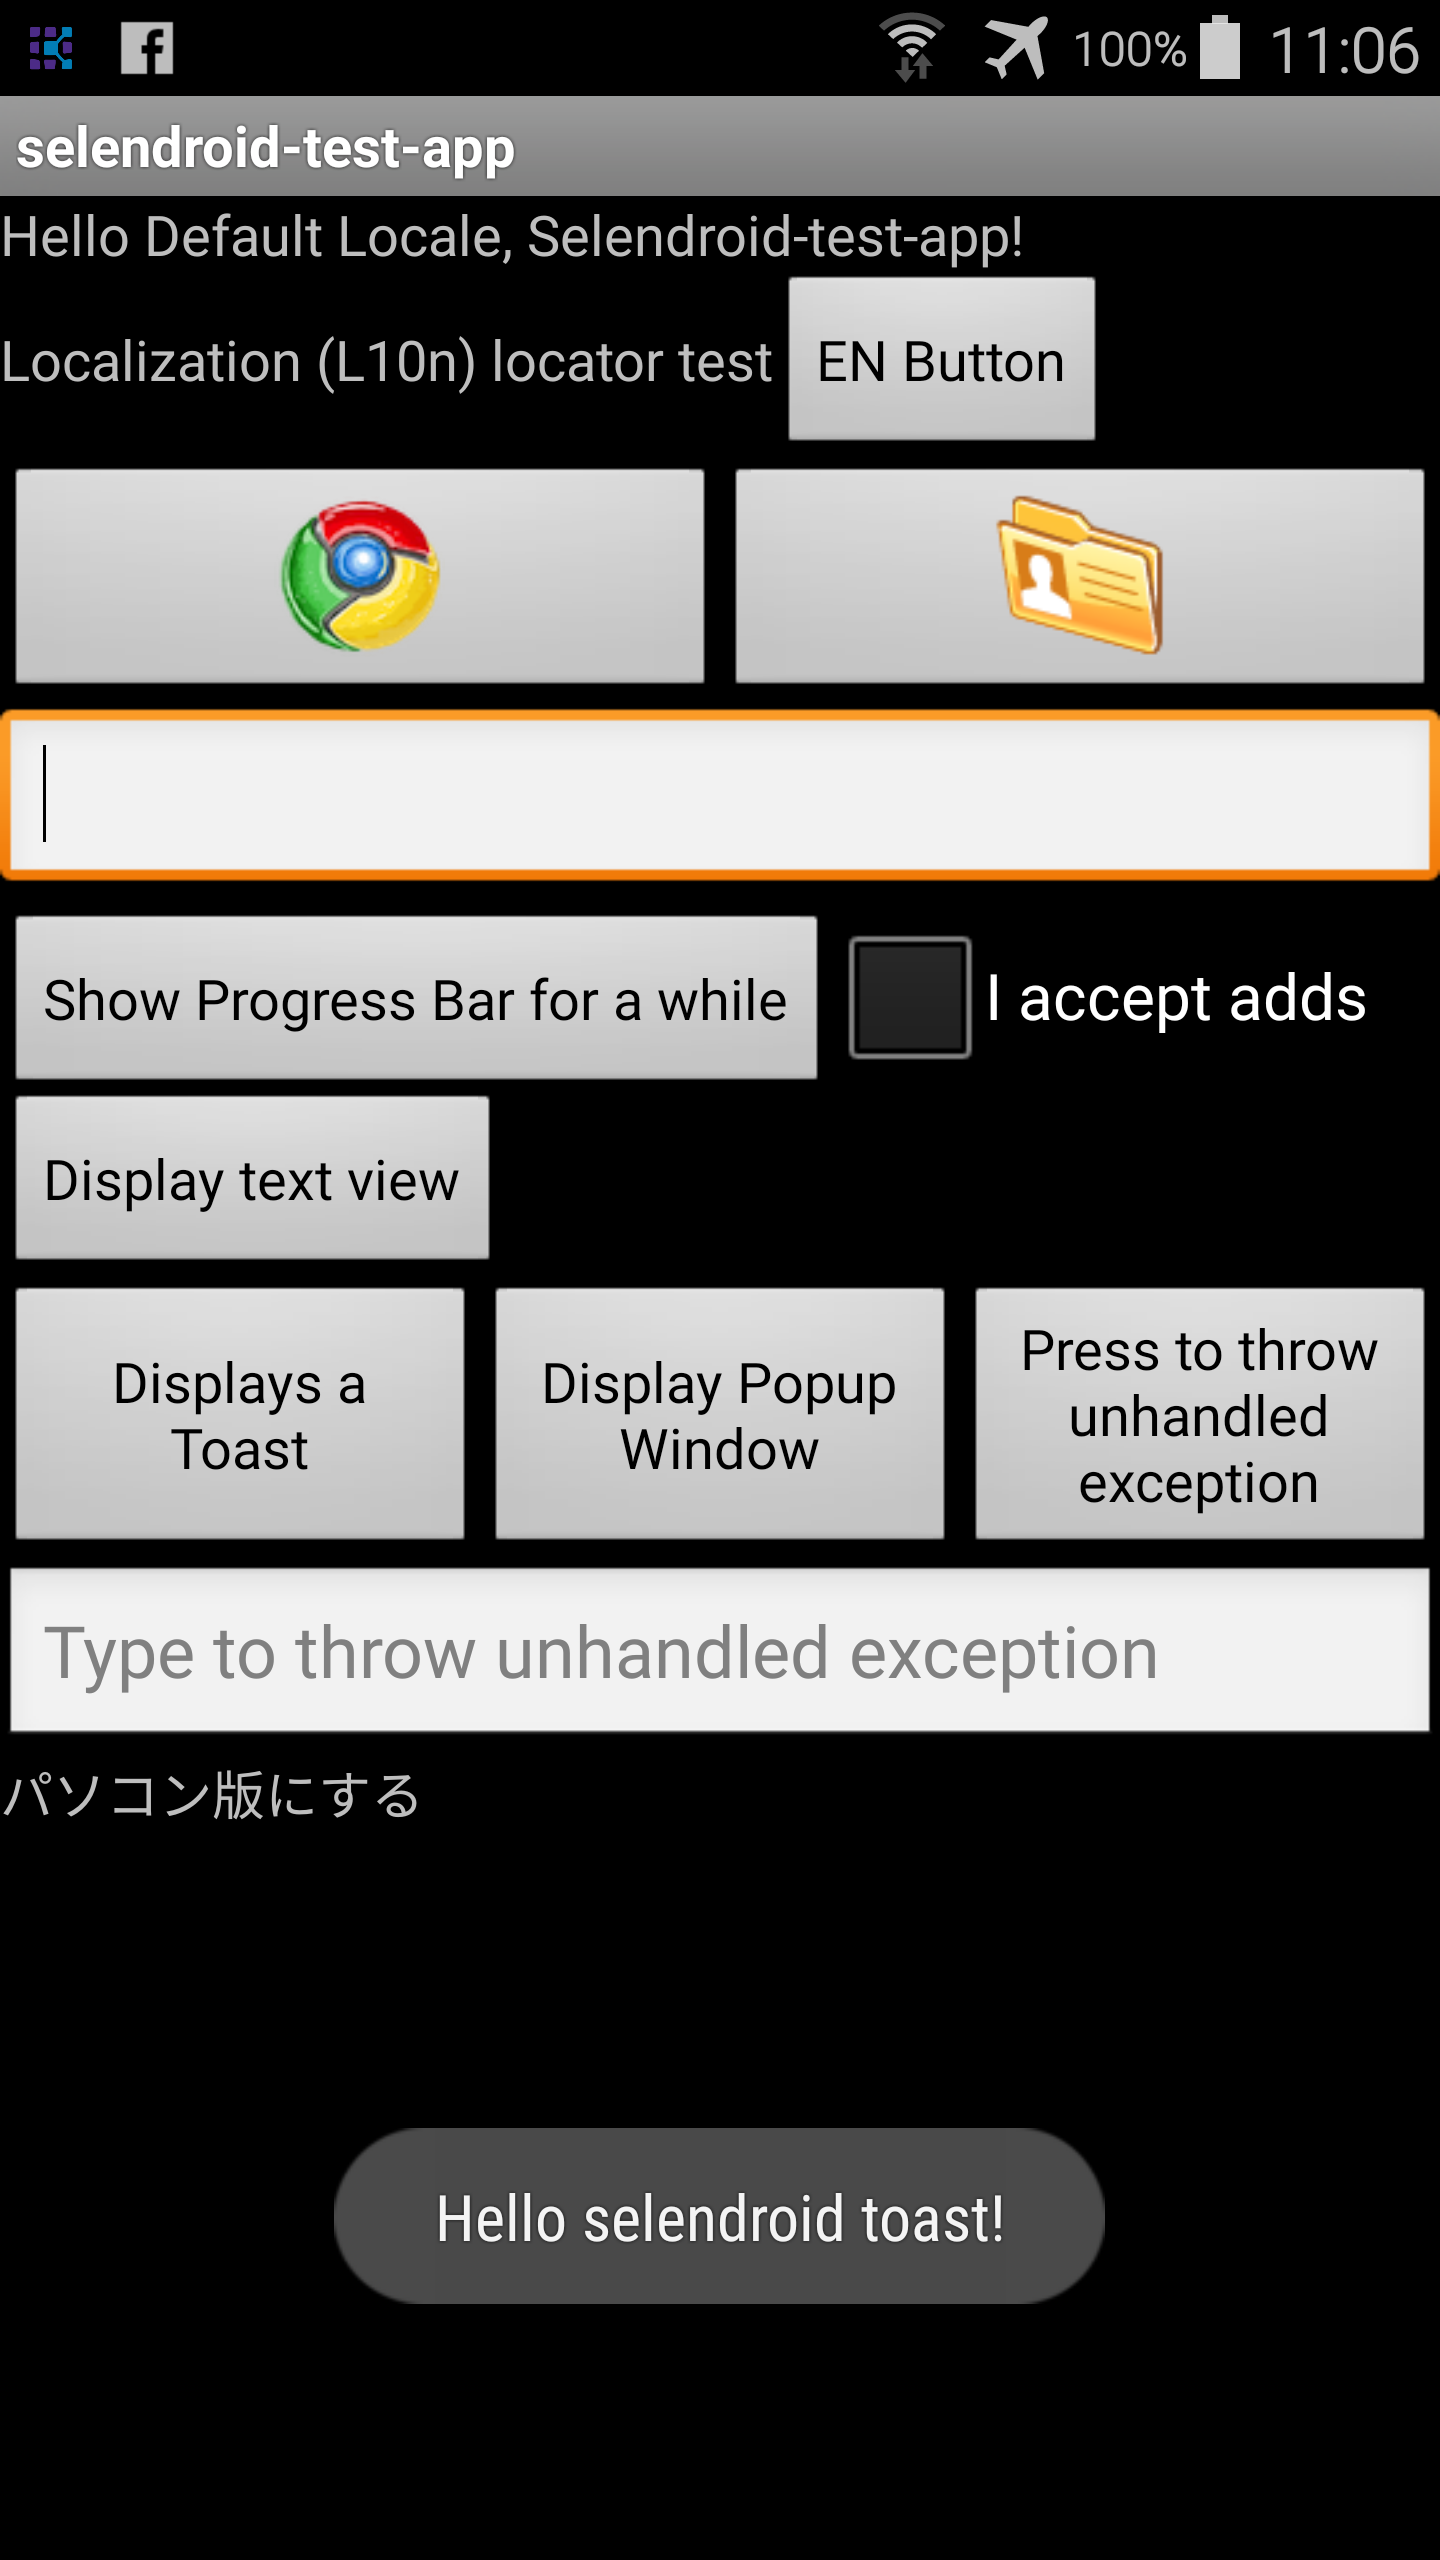 100% 11:06
selendroid-test-app
Hello Default Locale, Selendroid-test-app!
Localization (L10n) locator test EN Button
Show Progress Bar for a while I accept adds
Display text view
Displays a
Toast
Display Popup
Window
Press to throw
unhandled
exception
Type to throw unhandled exception
パソコン版にする
Hello selendroid toast!